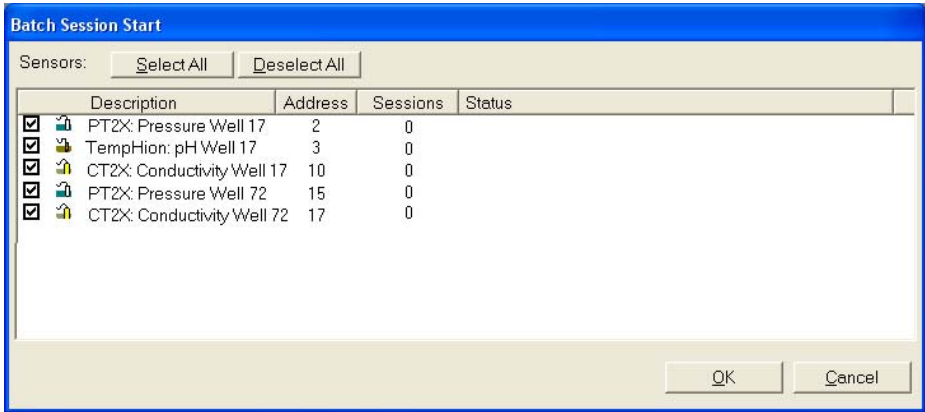 Batch Session Start
Sensors: Select All Deselect All
Description Address Sessions Status
PT2X: Pressure Well 17 2 0
TempHion: pH Well 17 3 0
CT2X: Conductivity Well 17 10 0
PT2X: Pressure Well 72 15 0
CT2X: Conductivity Well 72 17 0
OK Cancel